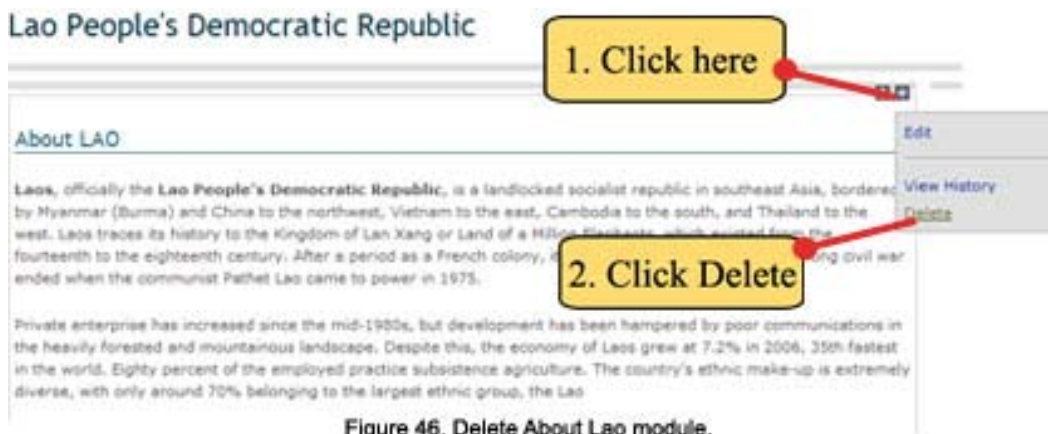 Lao People's Democratic Republic
1. Click here
About LAO
Edit
View History
Delete
Laos, officially the Lao People's Democratic Republic, is a landlocked socialist republic in southeast Asia, bordered
by Myanmar (Burma) and China to the northwest, Vietnam to the east, Cambodia to the south, and Thailand to the
west. Laos traces its history to the Kingdom of Lan Xang or Land of a Million Elephants, which existed from the
fourteenth to the eighteenth century. After a period as a French colony, civil war
ended when the communist Pathet Lao came to power in 1975.
2. Click Delete
Private enterprise has increased since the mid-1980s, but development has been hampered by poor communications in
the heavily forested and mountainous landscape. Despite this, the economy of Laos grew at 7.2% in 2006, 35th fastest
in the world. Eighty percent of the employed practice subsistence agriculture. The country's ethnic make-up is extremely
diverse, with only around 70% belonging to the largest ethnic group, the Lao
Figure 46. Delete About Lao module.